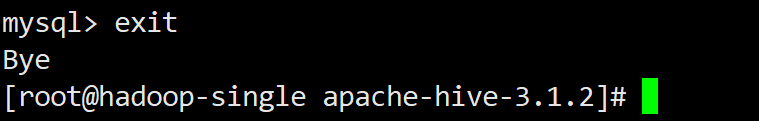 mysql> exit
Bye
[root@hadoop-single apache-hive-3.1.2]#